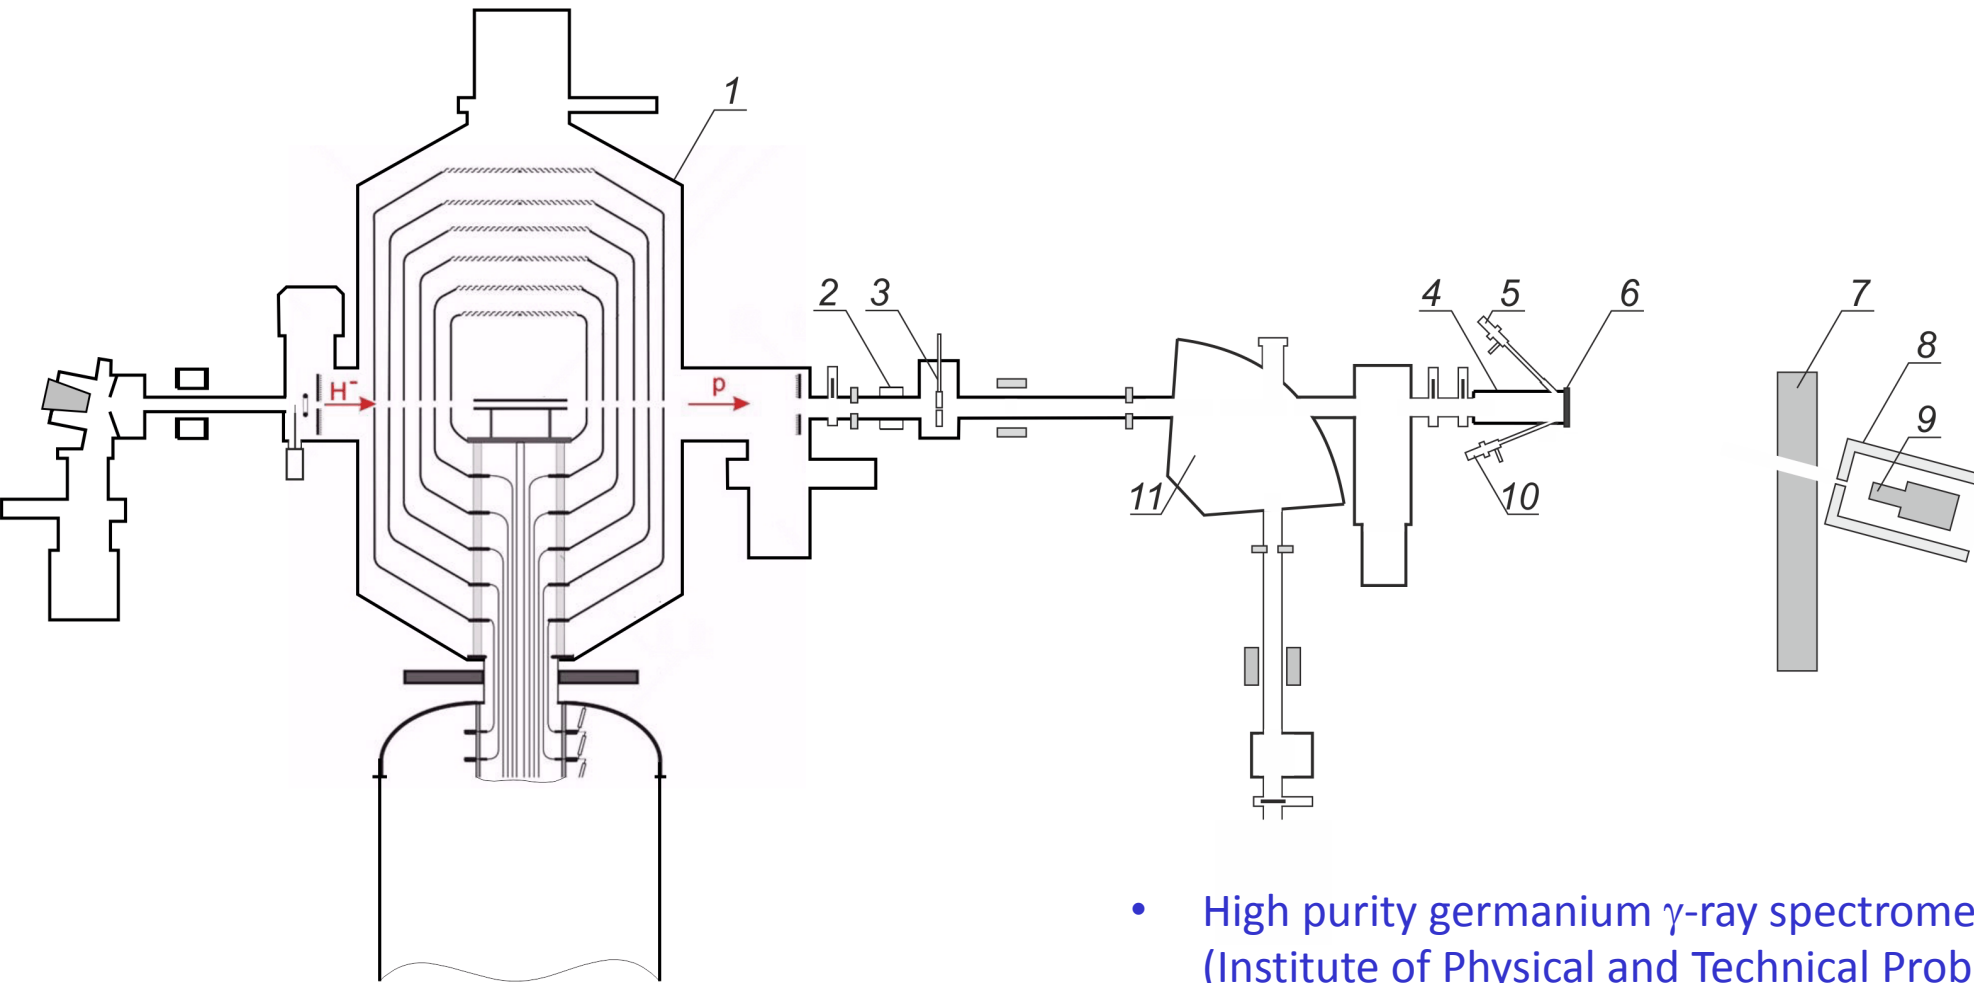 1
2 3 4 5 6 7
8
H⁻ p
9
11 10
• High purity germanium γ-ray spectrome
(Institute of Physical and Technical Prob